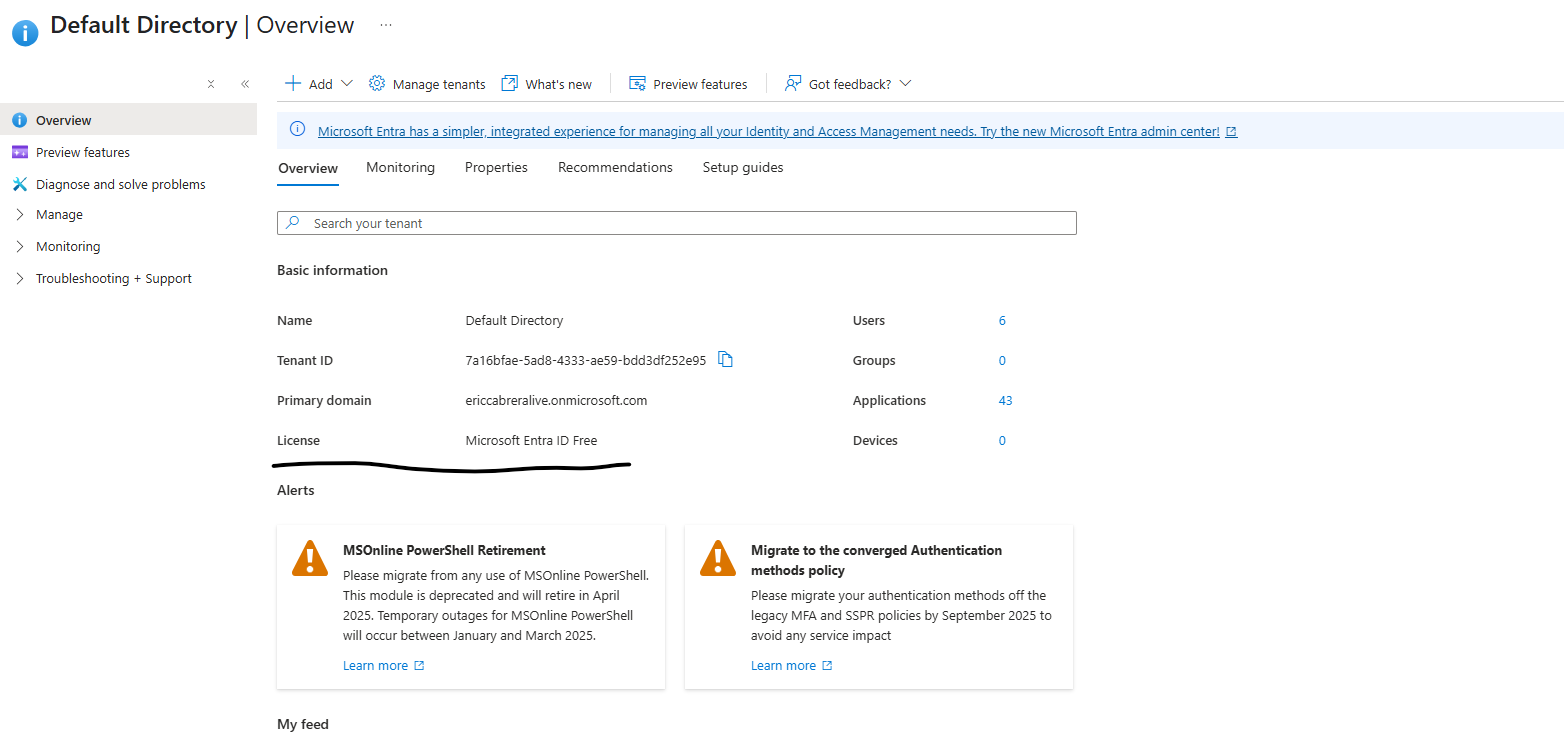 Default Directory | Overview ...
Add Manage tenants What's new Preview features Got feedback?
Overview
Preview features
Diagnose and solve problems
Manage
Monitoring
Troubleshooting + Support
Microsoft Entra has a simpler, integrated experience for managing all your Identity and Access Management needs. Try the new Microsoft Entra admin center!
Overview Monitoring Properties Recommendations Setup guides
Search your tenant
Basic information
Name Default Directory Users 6
Tenant ID 7a16bfae-5ad8-4333-ae59-bdd3df252e95 Groups 0
Primary domain ericcabreralive.onmicrosoft.com Applications 43
License Microsoft Entra ID Free Devices 0
Alerts
MSOnline PowerShell Retirement
Please migrate from any use of MSOnline PowerShell.
This module is deprecated and will retire in April
2025. Temporary outages for MSOnline PowerShell
will occur between January and March 2025.
Learn more
Migrate to the converged Authentication
methods policy
Please migrate your authentication methods off the
legacy MFA and SSPR policies by September 2025 to
avoid any service impact
Learn more
My feed